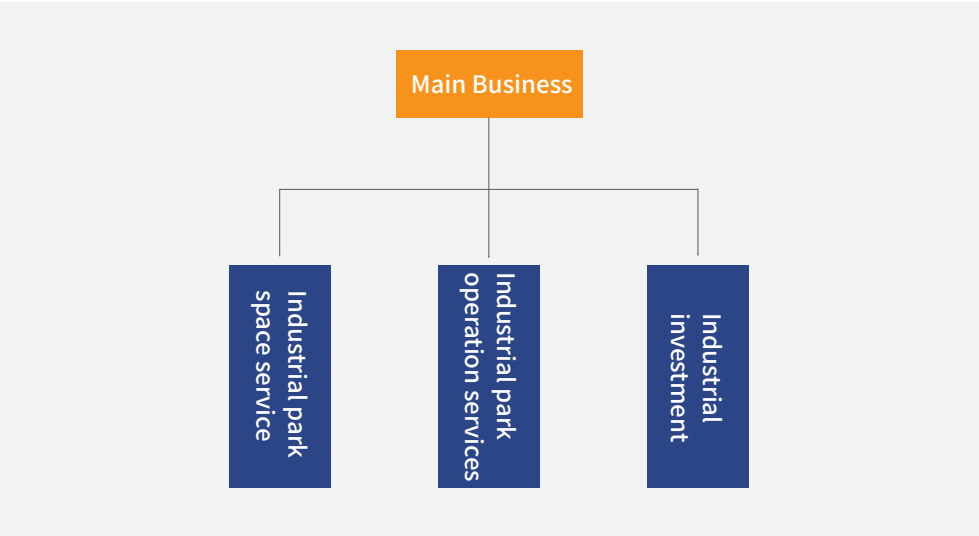 Main Business
Industrial park
space service
Industrial park
operation services
Industrial
investment